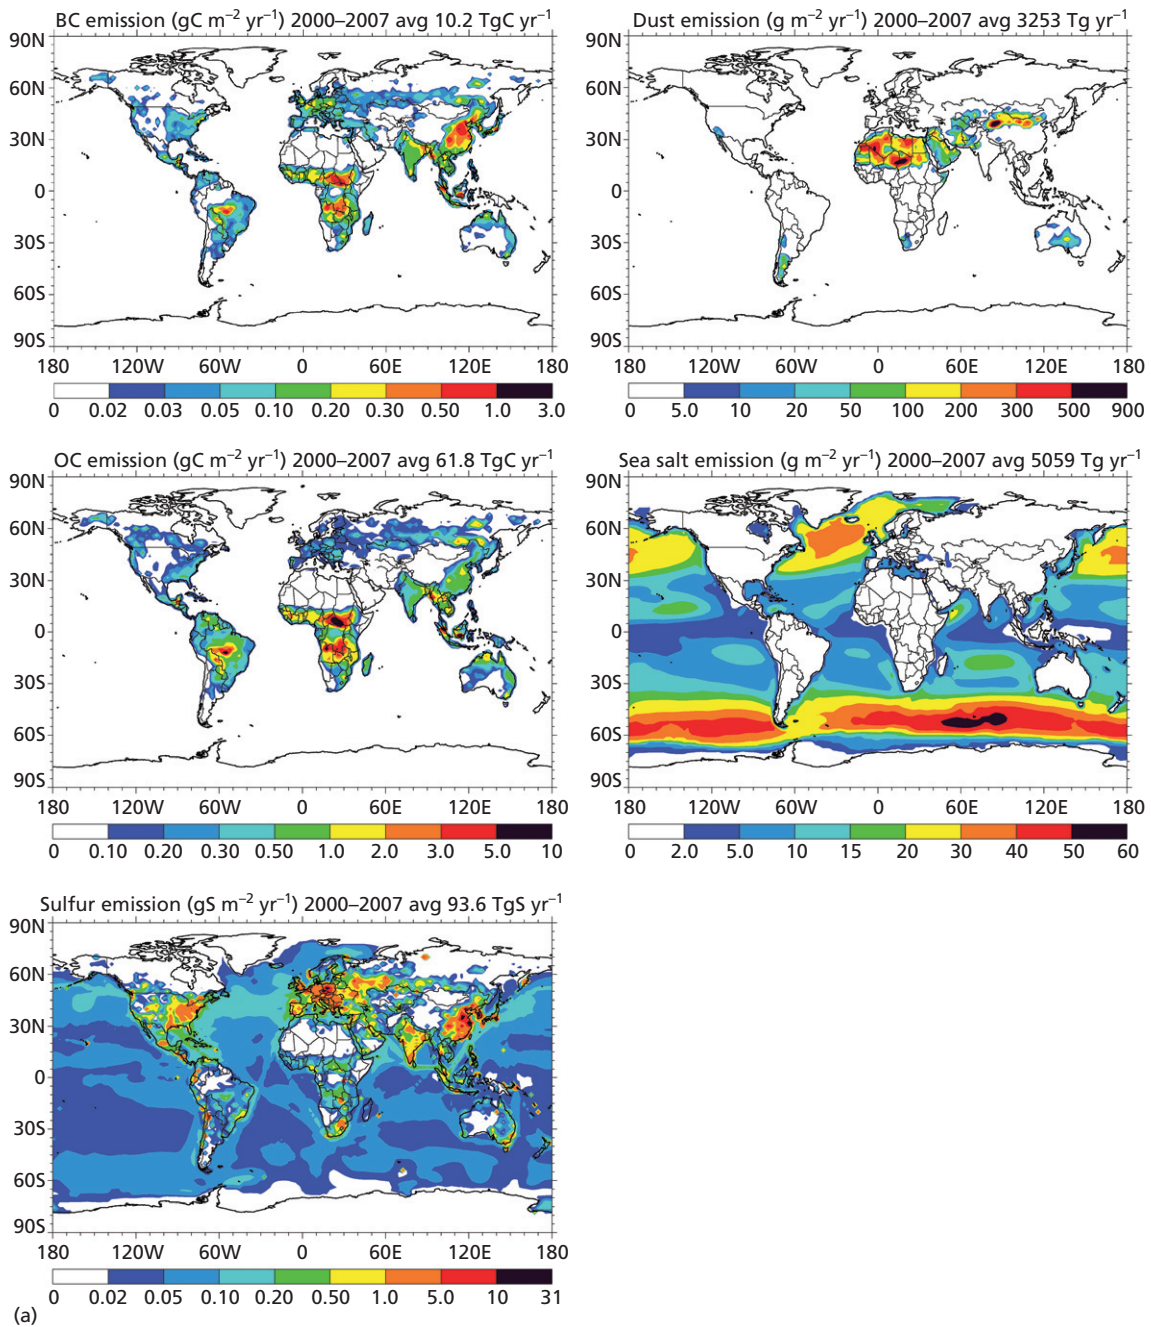 BC emission (gC m⁻² yr⁻¹) 2000–2007 avg 10.2 TgC yr⁻¹
90N
60N
30N
0
30S
60S
90S
180 120W 60W 0 60E 120E 180
0 0.02 0.03 0.05 0.10 0.20 0.30 0.50 1.0 3.0
Dust emission (g m⁻² yr⁻¹) 2000–2007 avg 3253 Tg yr⁻¹
90N
60N
30N
0
30S
60S
90S
180 120W 60W 0 60E 120E 180
0 5.0 10 20 50 100 200 300 500 900
OC emission (gC m⁻² yr⁻¹) 2000–2007 avg 61.8 TgC yr⁻¹
90N
60N
30N
0
30S
60S
90S
180 120W 60W 0 60E 120E 180
0 0.10 0.20 0.30 0.50 1.0 2.0 3.0 5.0 10
Sea salt emission (g m⁻² yr⁻¹) 2000–2007 avg 5059 Tg yr⁻¹
90N
60N
30N
0
30S
60S
90S
180 120W 60W 0 60E 120E 180
0 2.0 5.0 10 15 20 30 40 50 60
Sulfur emission (gS m⁻² yr⁻¹) 2000–2007 avg 93.6 TgS yr⁻¹
90N
60N
30N
0
30S
60S
90S
180 120W 60W 0 60E 120E 180
0 0.02 0.05 0.10 0.20 0.50 1.0 5.0 10 31
(a)